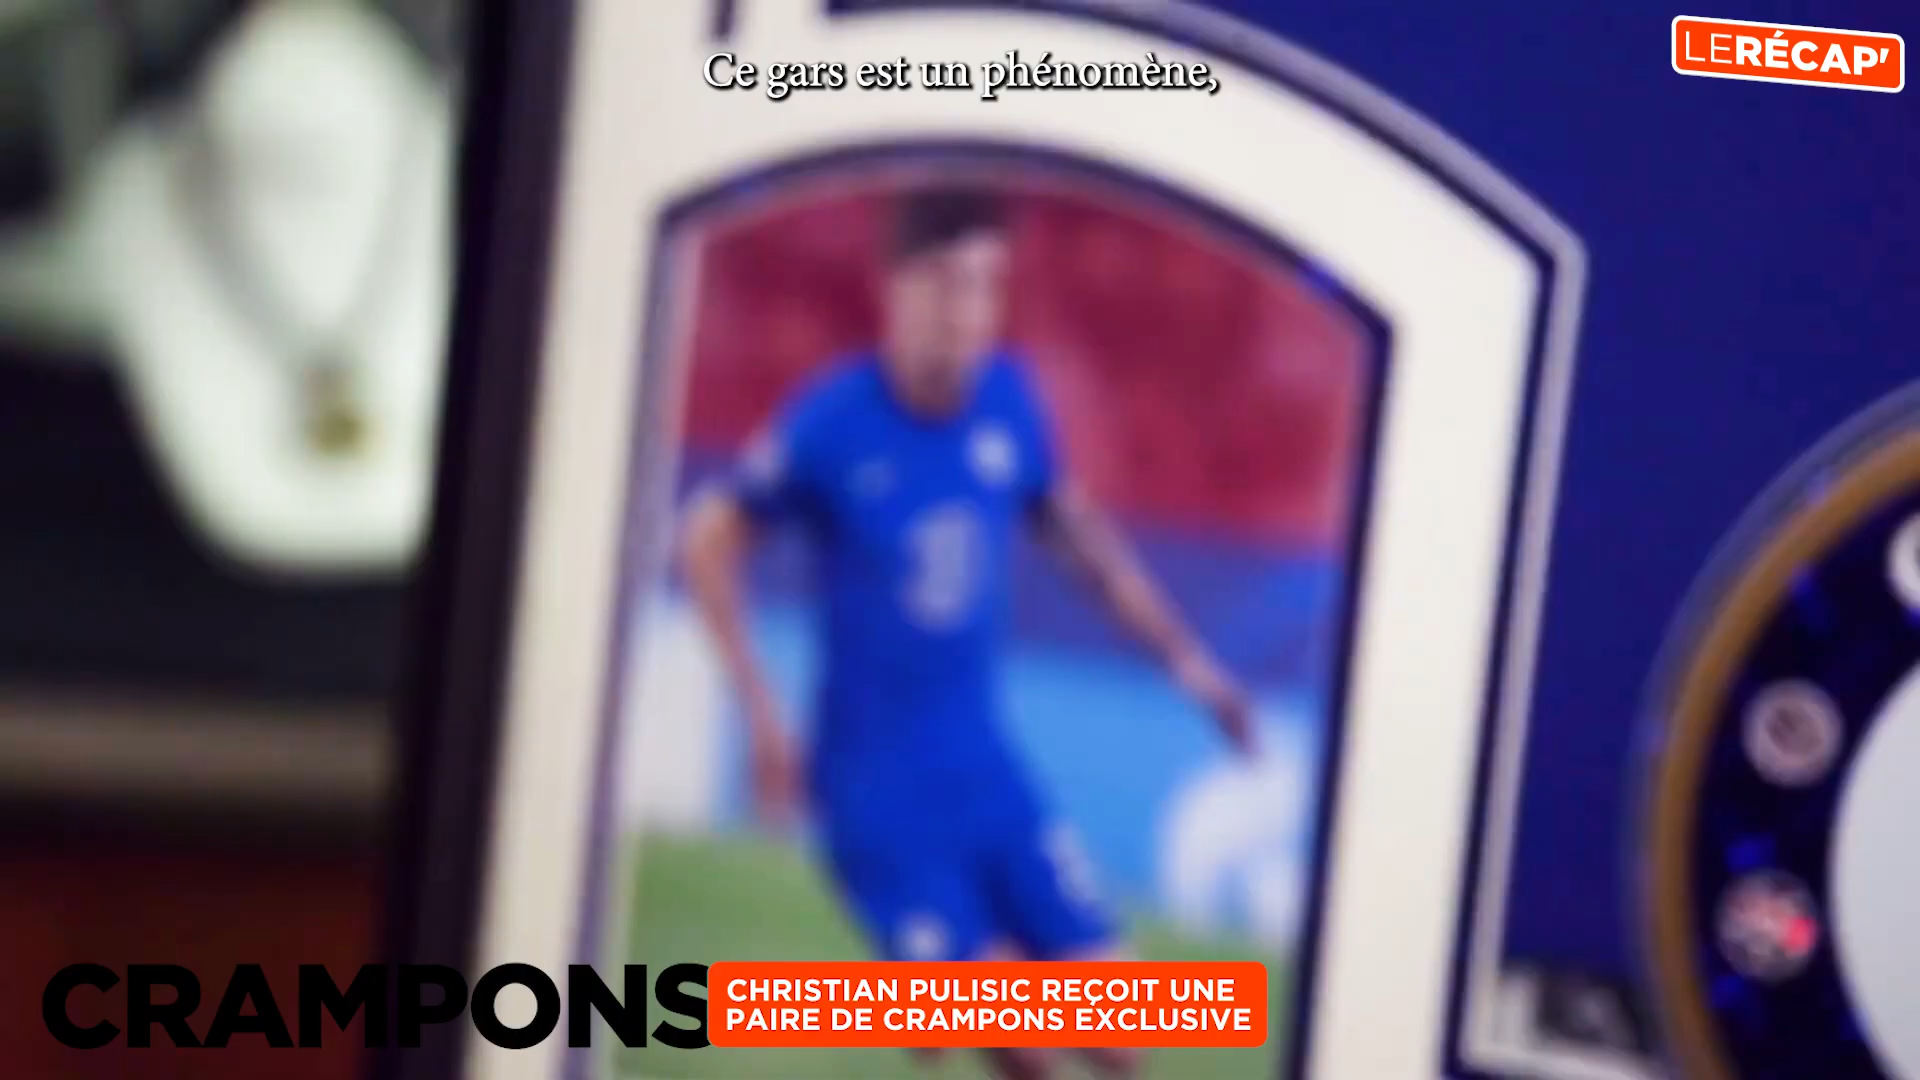 Ce gars est un phénomène,
LERÉCAP'
CRAMPONS
CHRISTIAN PULISIC REÇOIT UNE
PAIRE DE CRAMPONS EXCLUSIVE